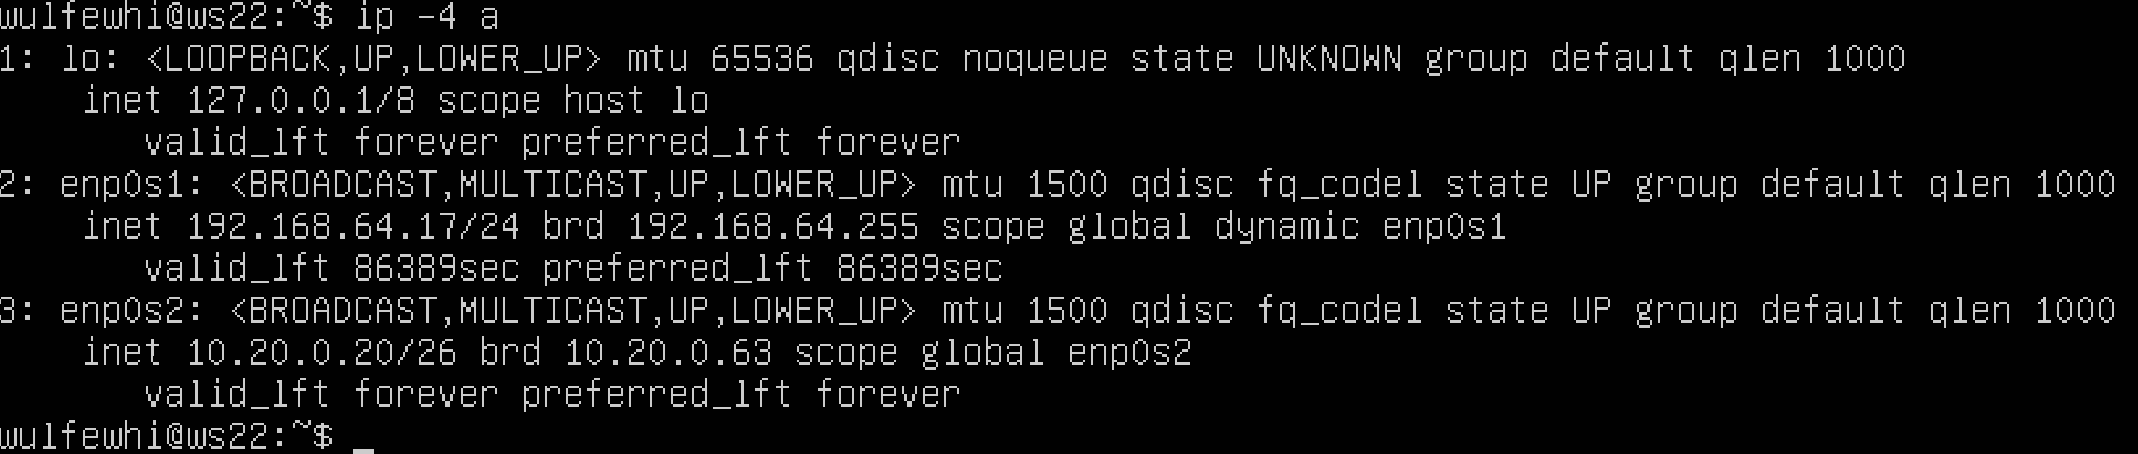 wulfewhi@ws22:~$ ip -4 a
1: lo: <LOOPBACK,UP,LOWER_UP> mtu 65536 qdisc noqueue state UNKNOWN group default qlen 1000
    inet 127.0.0.1/8 scope host lo
       valid_lft forever preferred_lft forever
2: enp0s1: <BROADCAST,MULTICAST,UP,LOWER_UP> mtu 1500 qdisc fq_codel state UP group default qlen 1000
    inet 192.168.64.17/24 brd 192.168.64.255 scope global dynamic enp0s1
       valid_lft 86389sec preferred_lft 86389sec
3: enp0s2: <BROADCAST,MULTICAST,UP,LOWER_UP> mtu 1500 qdisc fq_codel state UP group default qlen 1000
    inet 10.20.0.20/26 brd 10.20.0.63 scope global enp0s2
       valid_lft forever preferred_lft forever
wulfewhi@ws22:~$ _